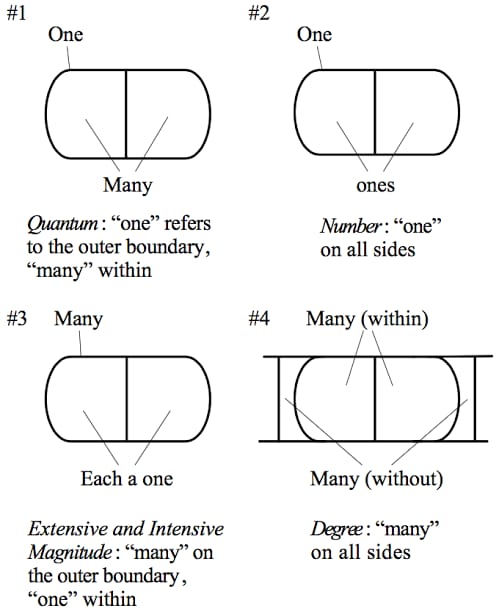 #1
One
Many
Quantum: “one” refers
to the outer boundary,
“many” within
#2
One
ones
Number: “one”
on all sides
#3 Many
Each a one
Extensive and Intensive
Magnitude: “many” on
the outer boundary,
“one” within
#4 Many (within)
Many (without)
Degree: “many”
on all sides